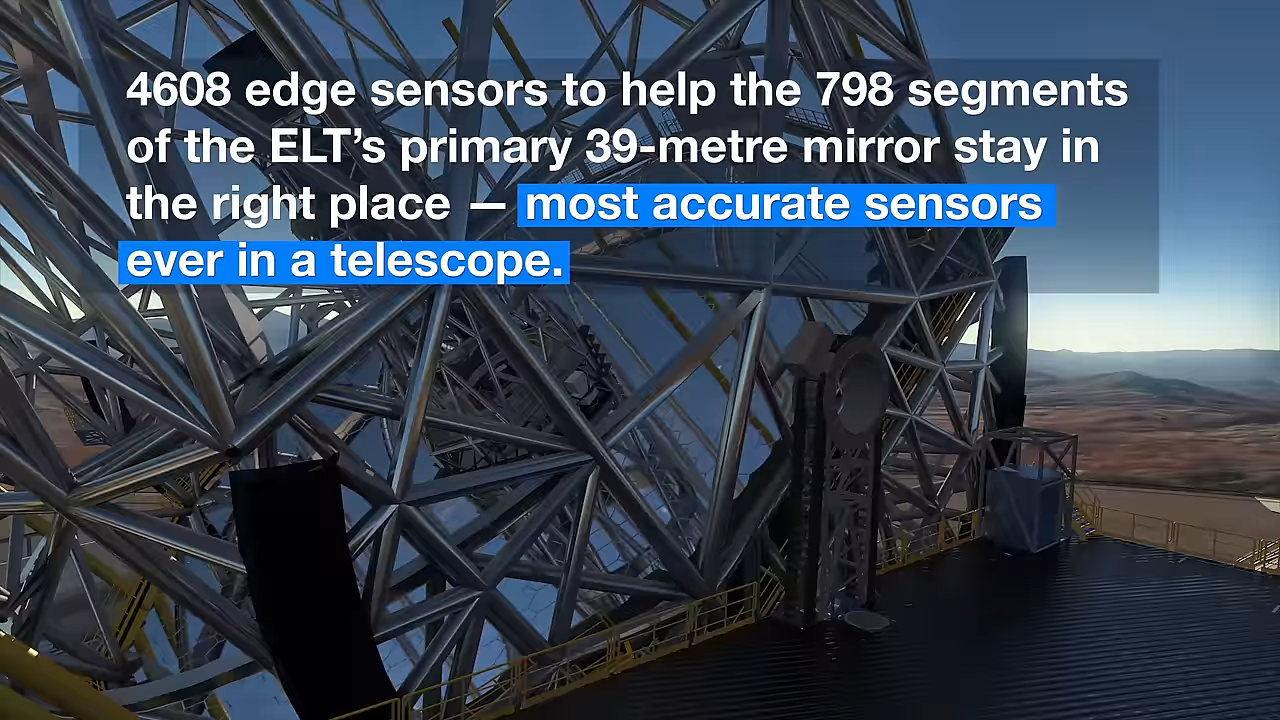 4608 edge sensors to help the 798 segments
of the ELT’s primary 39-metre mirror stay in
the right place — most accurate sensors
ever in a telescope.